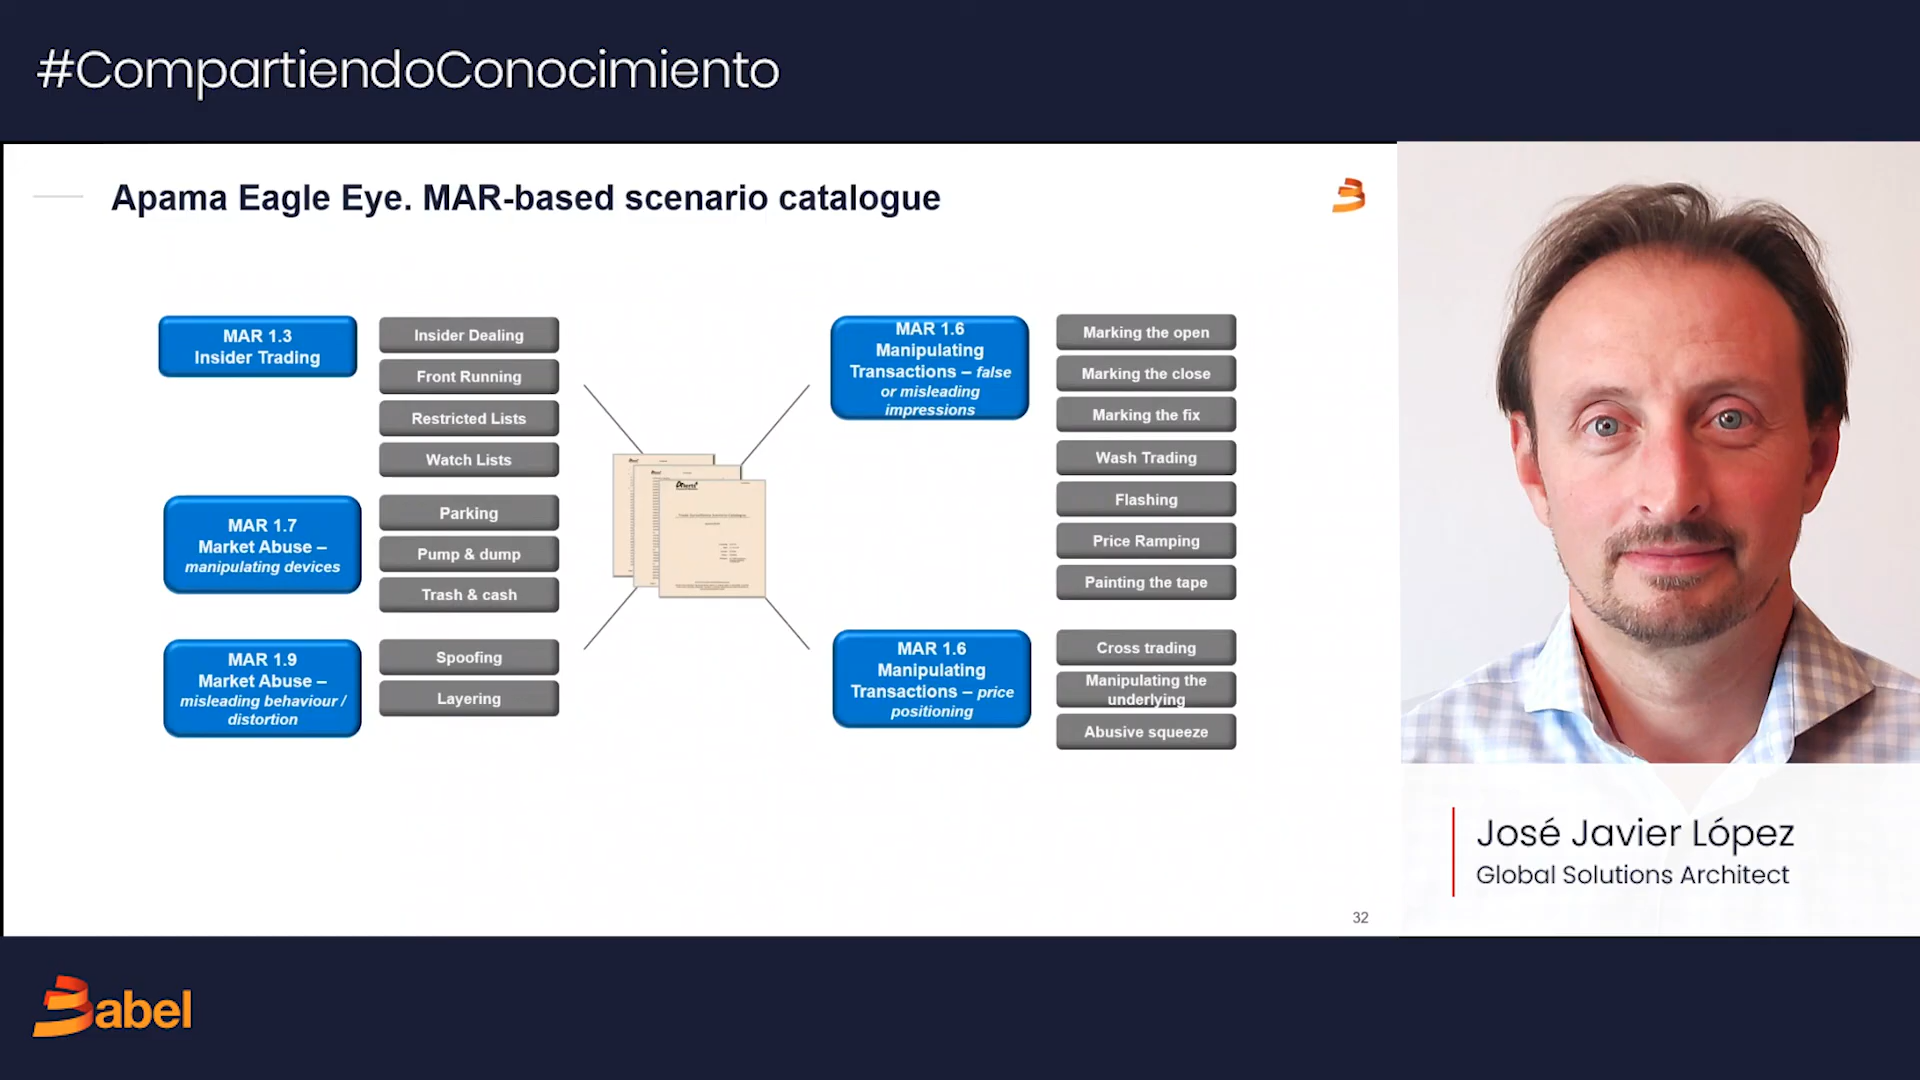 #CompartiendoConocimiento
Apama Eagle Eye. MAR-based scenario catalogue
MAR 1.3
Insider Trading
Insider Dealing
Front Running
Restricted Lists
Watch Lists
MAR 1.7
Market Abuse –
manipulating devices
Parking
Pump & dump
Trash & cash
MAR 1.9
Market Abuse –
misleading behaviour /
distortion
Spoofing
Layering
MAR 1.6
Manipulating
Transactions – false
or misleading
impressions
Marking the open
Marking the close
Marking the fix
Wash Trading
Flashing
Price Ramping
Painting the tape
MAR 1.6
Manipulating
Transactions – price
positioning
Cross trading
Manipulating the
underlying
Abusive squeeze
32
José Javier López
Global Solutions Architect
Babel